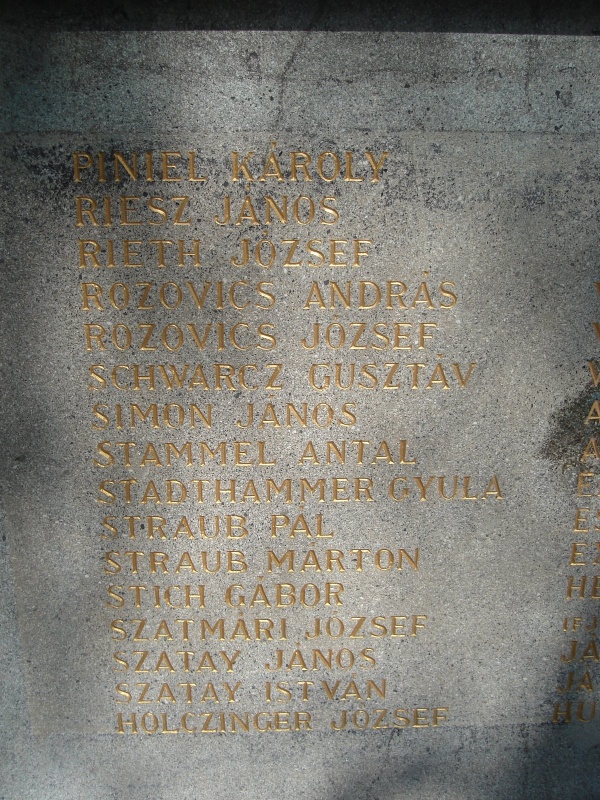 PINIEL KÁROLY
RIESZ JÁNOS
RIETH JÓZSEF
ROZOVICS ANDRÁS
ROZOVICS JÓZSEF
SCHWARCZ GUSZTÁV
SIMON JÁNOS
STAMMEL ANTAL
STADTHAMMER GYULA
STRAUB PÁL
STRAUB MÁRTON
STICH GÁBOR
SZATMÁRI JÓZSEF
SZATAY JÁNOS
SZATAY ISTVÁN
HOLCZINGER JÓZSEF